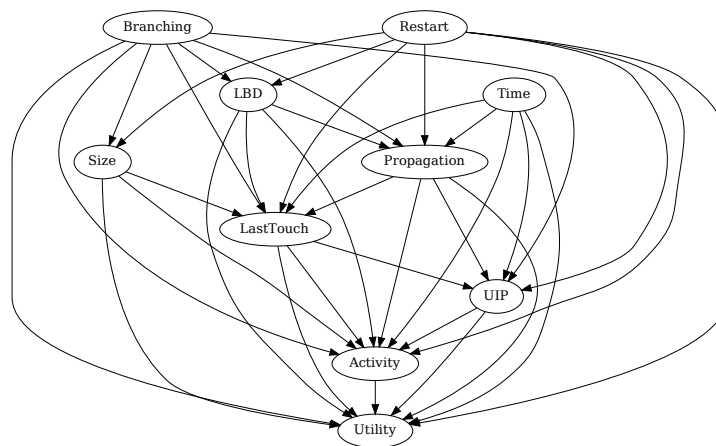 Branching
Restart
LBD
Time
Size
Propagation
LastTouch
UIP
Activity
Utility